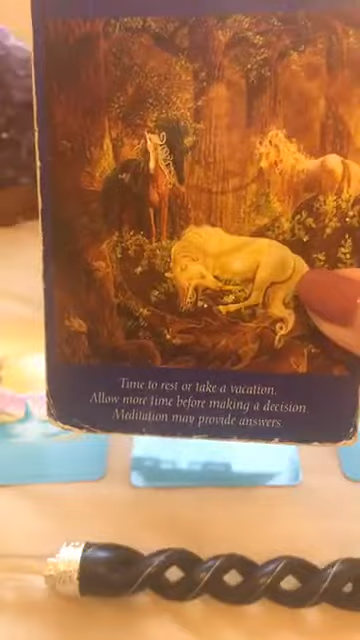 Time to rest or take a vacation.
Allow more time before making a decision.
Meditation may provide answers.